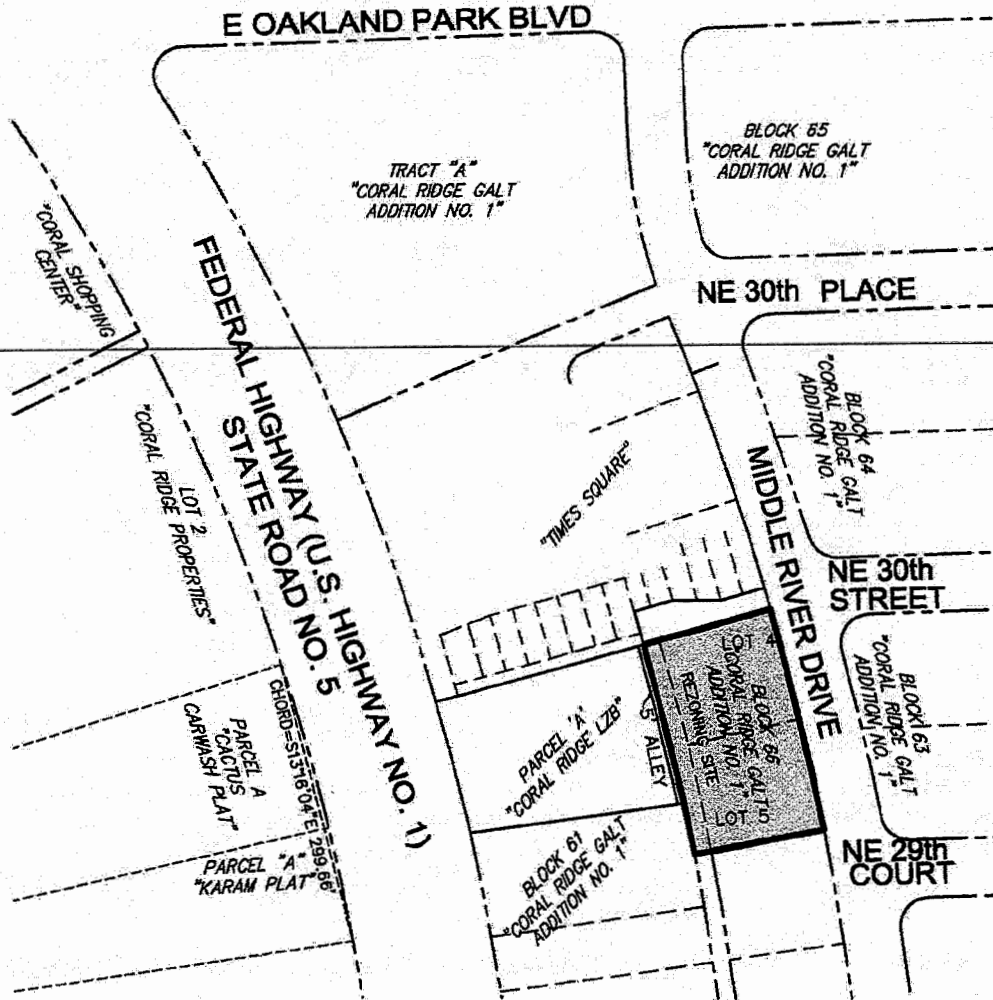 E OAKLAND PARK BLVD
TRACT "A"
"CORAL RIDGE GALT
ADDITION NO. 1"
BLOCK 65
"CORAL RIDGE GALT
ADDITION NO. 1"
"CORAL SHOPPING
CENTER"
FEDERAL HIGHWAY (U.S. HIGHWAY NO. 1)
STATE ROAD NO. 5
NE 30th PLACE
LOT 2
"CORAL RIDGE PROPERTIES"
"TIMES SQUARE"
BLOCK 64
"CORAL RIDGE GALT
ADDITION NO. 1"
MIDDLE RIVER DRIVE
NE 30th
STREET
LOT 4
BLOCK 66
"CORAL RIDGE GALT
ADDITION NO. 1"
REZONING SITE
LOT 5
BLOCK 63
"CORAL RIDGE GALT
ADDITION NO. 1"
PARCEL 'A'
"CORAL RIDGE LZB"
ALLEY
CHORD=S13°16'04"E 299.66'
PARCEL A
"CACTUS
CARWASH PLAT"
PARCEL "A"
"KARAM PLAT"
BLOCK 61
"CORAL RIDGE GALT
ADDITION NO. 1"
NE 29th
COURT